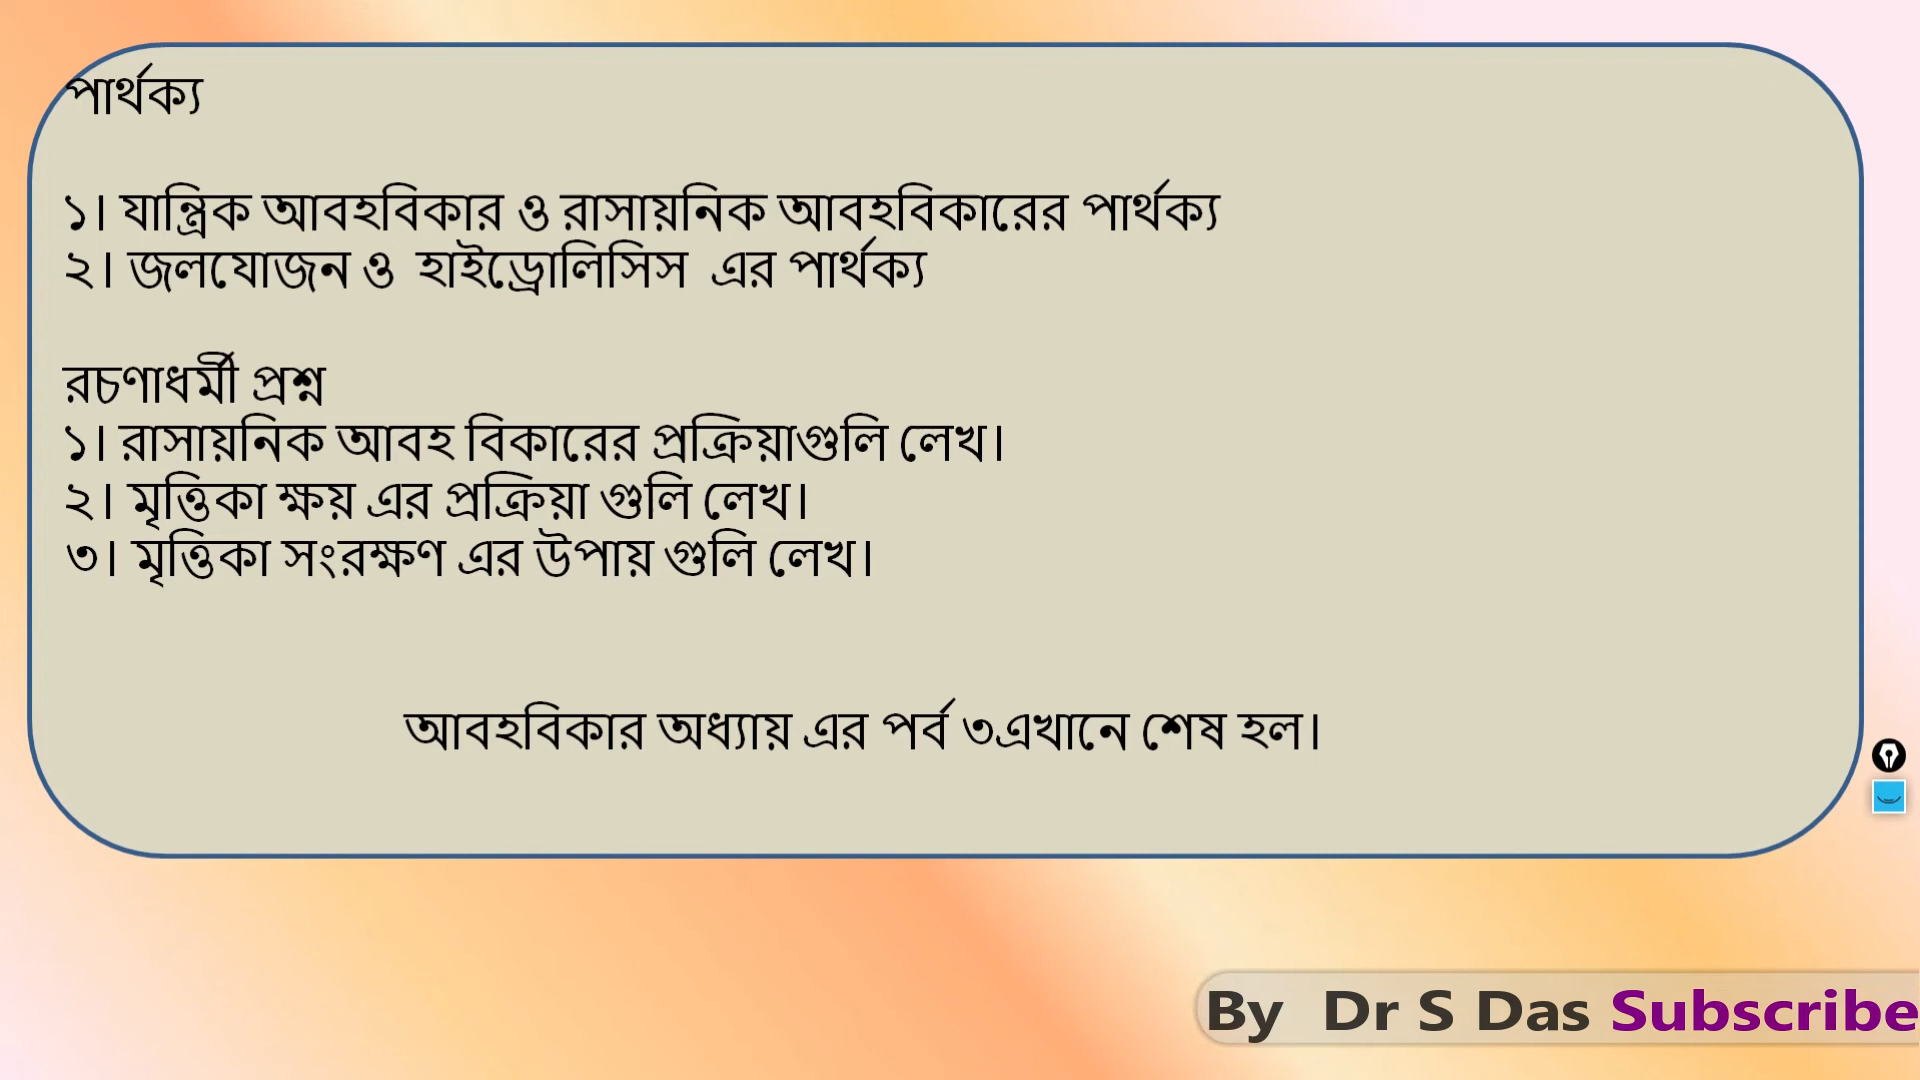 পার্থক্য
১। যান্ত্রিক আবহবিকার ও রাসায়নিক আবহবিকারের পার্থক্য
২। জলযোজন ও হাইড্রোলিসিস এর পার্থক্য
রচণাধর্মী প্রশ্ন
১। রাসায়নিক আবহ বিকারের প্রক্রিয়াগুলি লেখ।
২। মৃত্তিকা ক্ষয় এর প্রক্রিয়া গুলি লেখ।
৩। মৃত্তিকা সংরক্ষণ এর উপায় গুলি লেখ।
আবহবিকার অধ্যায় এর পর্ব ৩এখানে শেষ হল।
By Dr S Das Subscribe